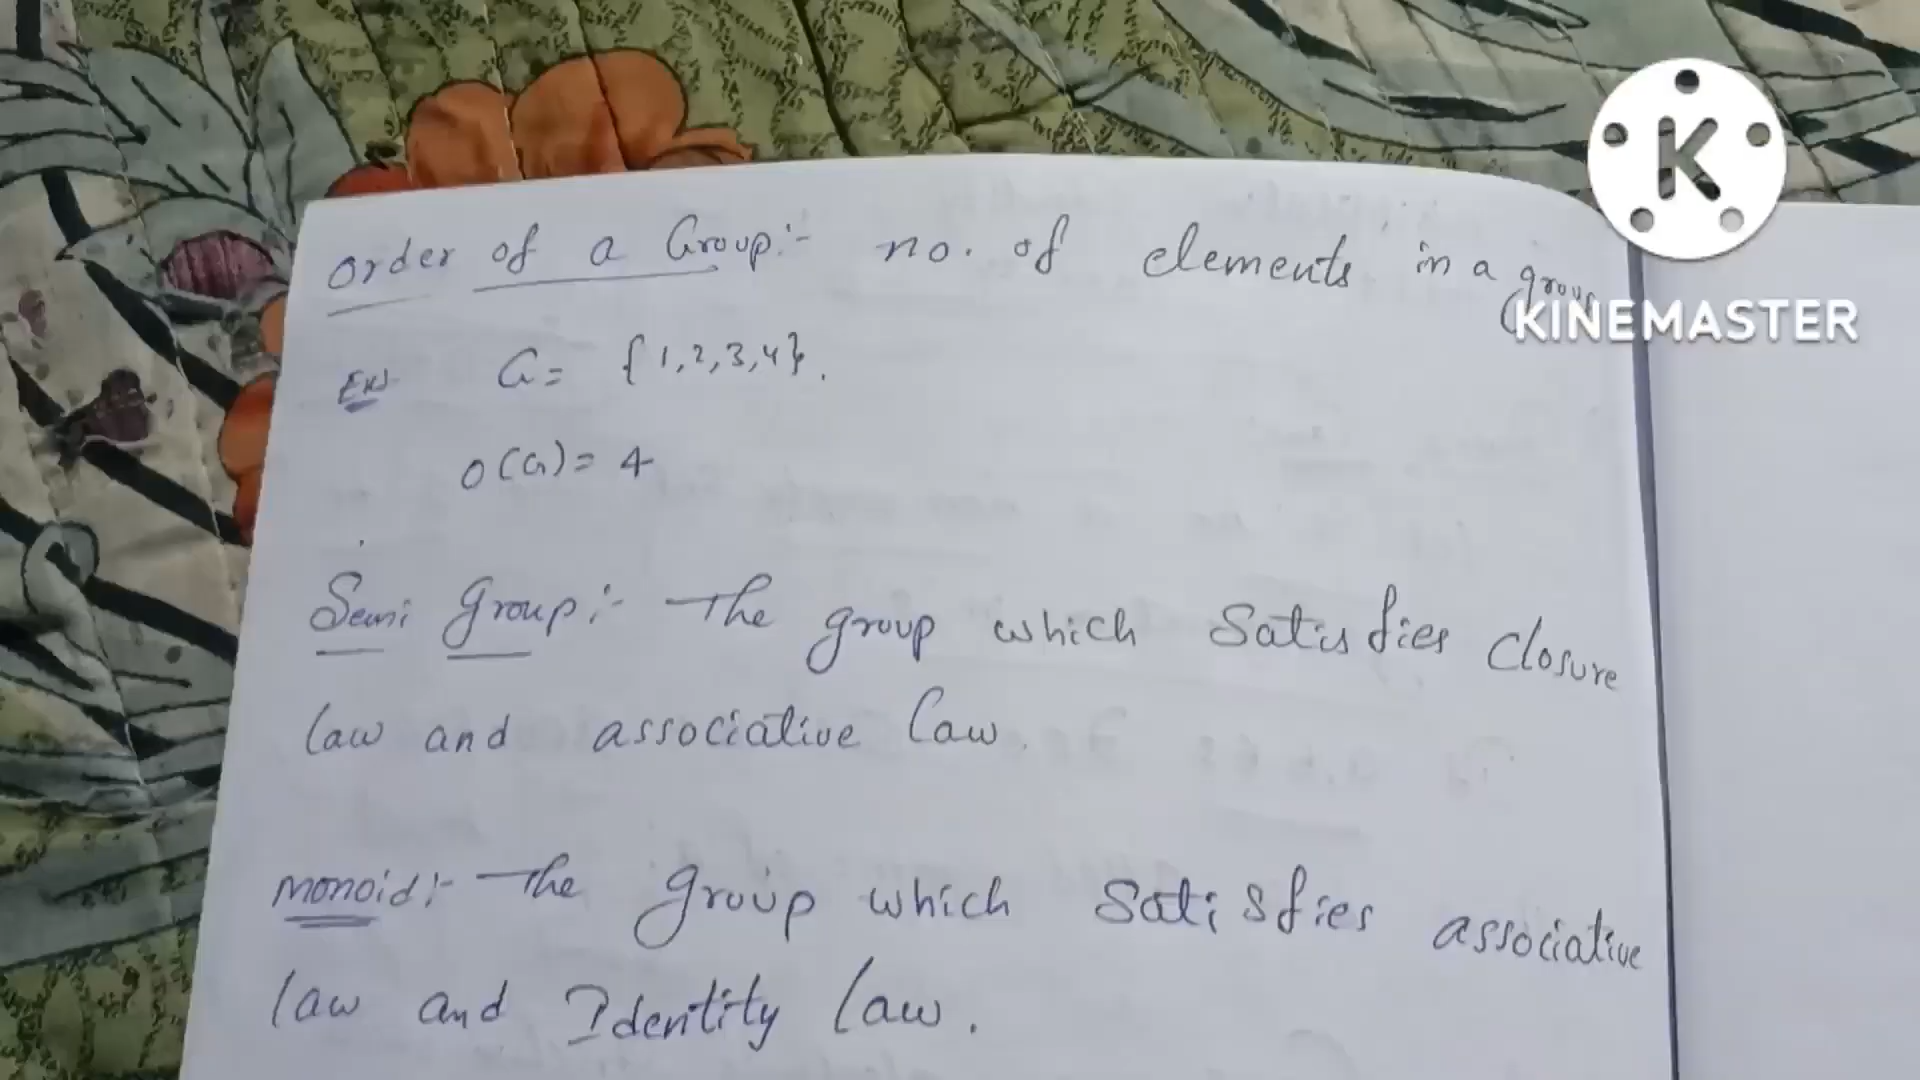 Order of a Group:- no. of elements in a group
Ex:- G = {1,2,3,4}.
O(G) = 4
Semi Group:- The group which Satisfies Closure
law and associative law.
Monoid:- The group which Satisfies associative
law and Identity law.
K
KINEMASTER